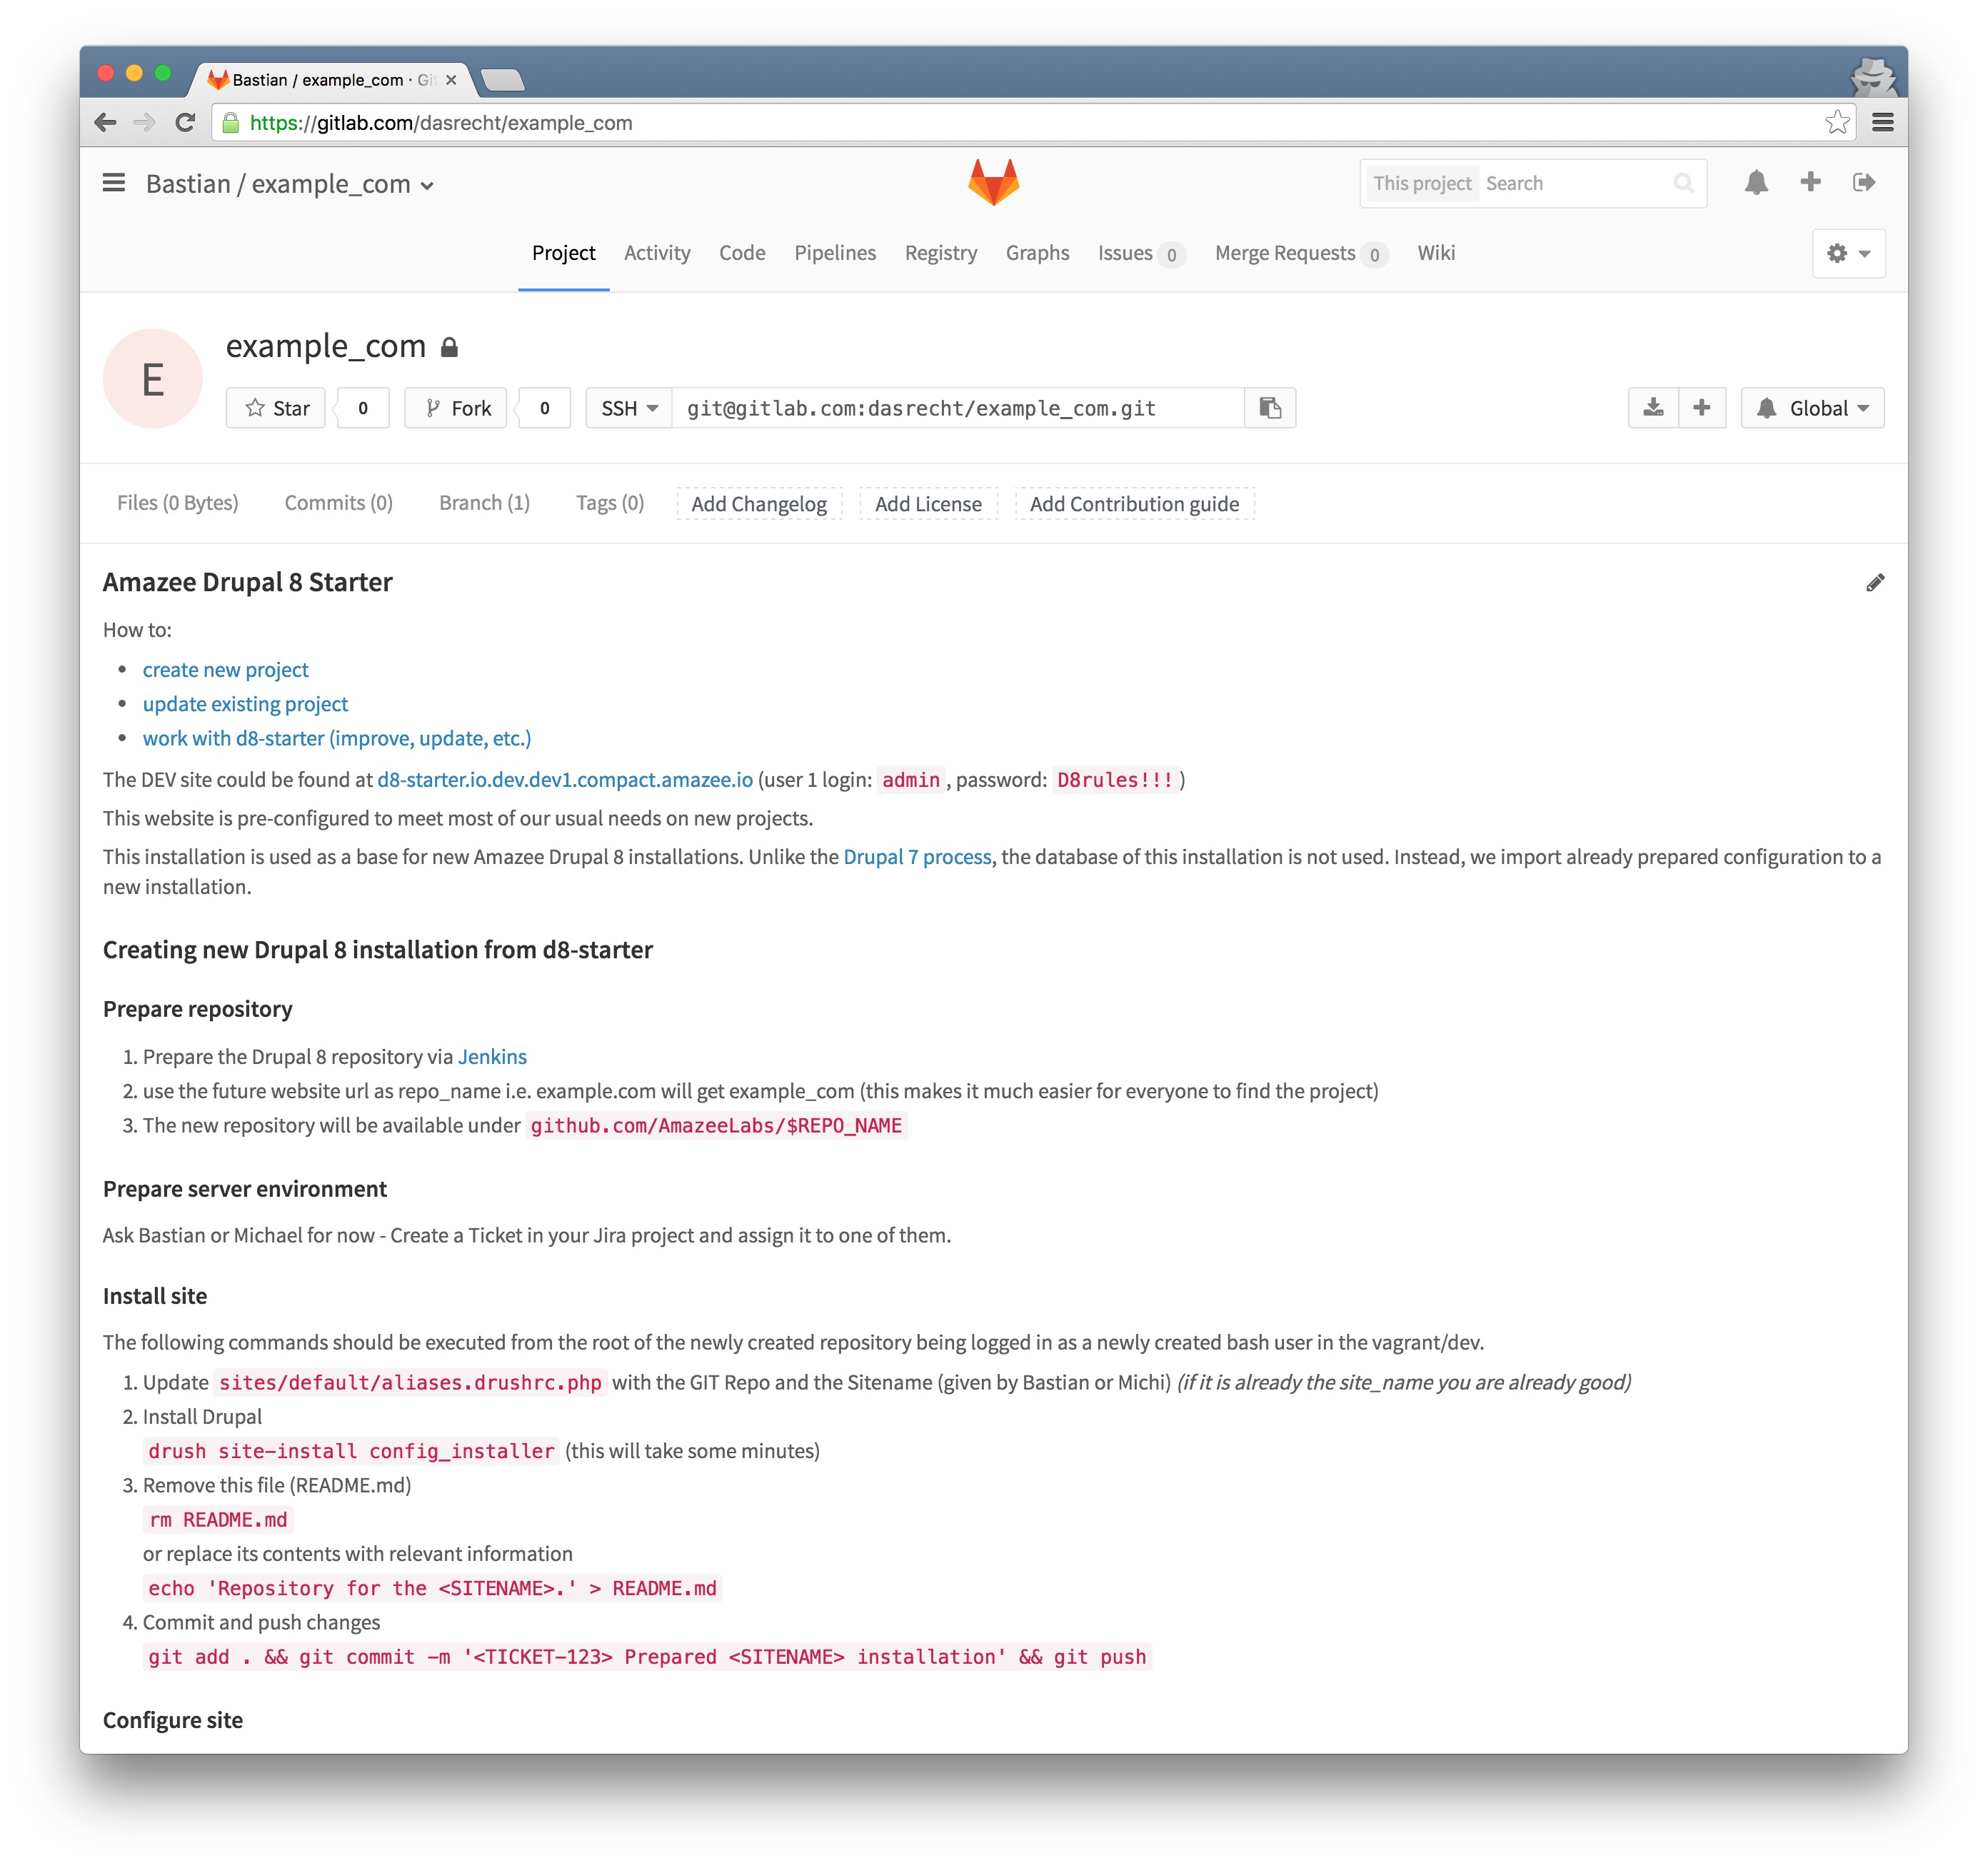 Bastian / example_com · Git
https://gitlab.com/dasrecht/example_com
Bastian / example_com
This project Search
Project Activity Code Pipelines Registry Graphs Issues 0 Merge Requests 0 Wiki
E
example_com
Star 0 Fork 0 SSH git@gitlab.com:dasrecht/example_com.git Global
Files (0 Bytes) Commits (0) Branch (1) Tags (0) Add Changelog Add License Add Contribution guide
Amazee Drupal 8 Starter
How to:
• create new project
• update existing project
• work with d8-starter (improve, update, etc.)
The DEV site could be found at d8-starter.io.dev.dev1.compact.amazee.io (user 1 login: admin , password: D8rules!!! )
This website is pre-configured to meet most of our usual needs on new projects.
This installation is used as a base for new Amazee Drupal 8 installations. Unlike the Drupal 7 process, the database of this installation is not used. Instead, we import already prepared configuration to a
new installation.
Creating new Drupal 8 installation from d8-starter
Prepare repository
1. Prepare the Drupal 8 repository via Jenkins
2. use the future website url as repo_name i.e. example.com will get example_com (this makes it much easier for everyone to find the project)
3. The new repository will be available under github.com/AmazeeLabs/$REPO_NAME
Prepare server environment
Ask Bastian or Michael for now - Create a Ticket in your Jira project and assign it to one of them.
Install site
The following commands should be executed from the root of the newly created repository being logged in as a newly created bash user in the vagrant/dev.
1. Update sites/default/aliases.drushrc.php with the GIT Repo and the Sitename (given by Bastian or Michi) (if it is already the site_name you are already good)
2. Install Drupal
drush site-install config_installer (this will take some minutes)
3. Remove this file (README.md)
rm README.md
or replace its contents with relevant information
echo 'Repository for the <SITENAME>.' > README.md
4. Commit and push changes
git add . && git commit -m '<TICKET-123> Prepared <SITENAME> installation' && git push
Configure site